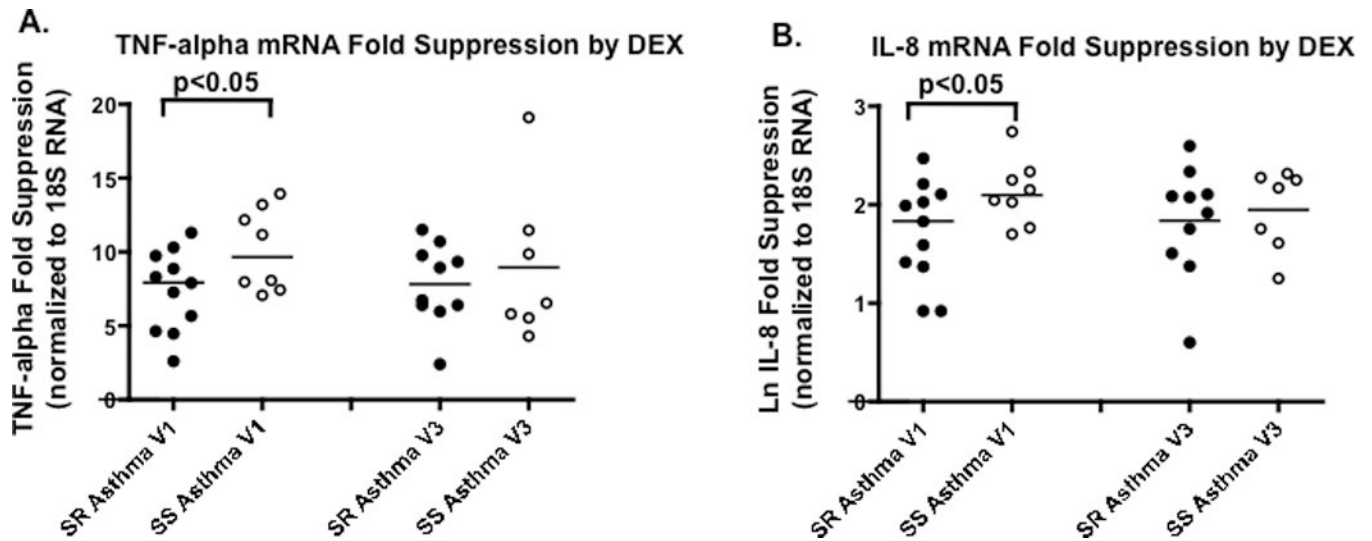 A.
TNF-alpha mRNA Fold Suppression by DEX
p<0.05
TNF-alpha Fold Suppression
(normalized to 18S RNA)
20
15
10
5
0
SR Asthma V1
SS Asthma V1
SR Asthma V3
SS Asthma V3
B.
IL-8 mRNA Fold Suppression by DEX
p<0.05
Ln IL-8 Fold Suppression
(normalized to 18S RNA)
3
2
1
0
SR Asthma V1
SS Asthma V1
SR Asthma V3
SS Asthma V3